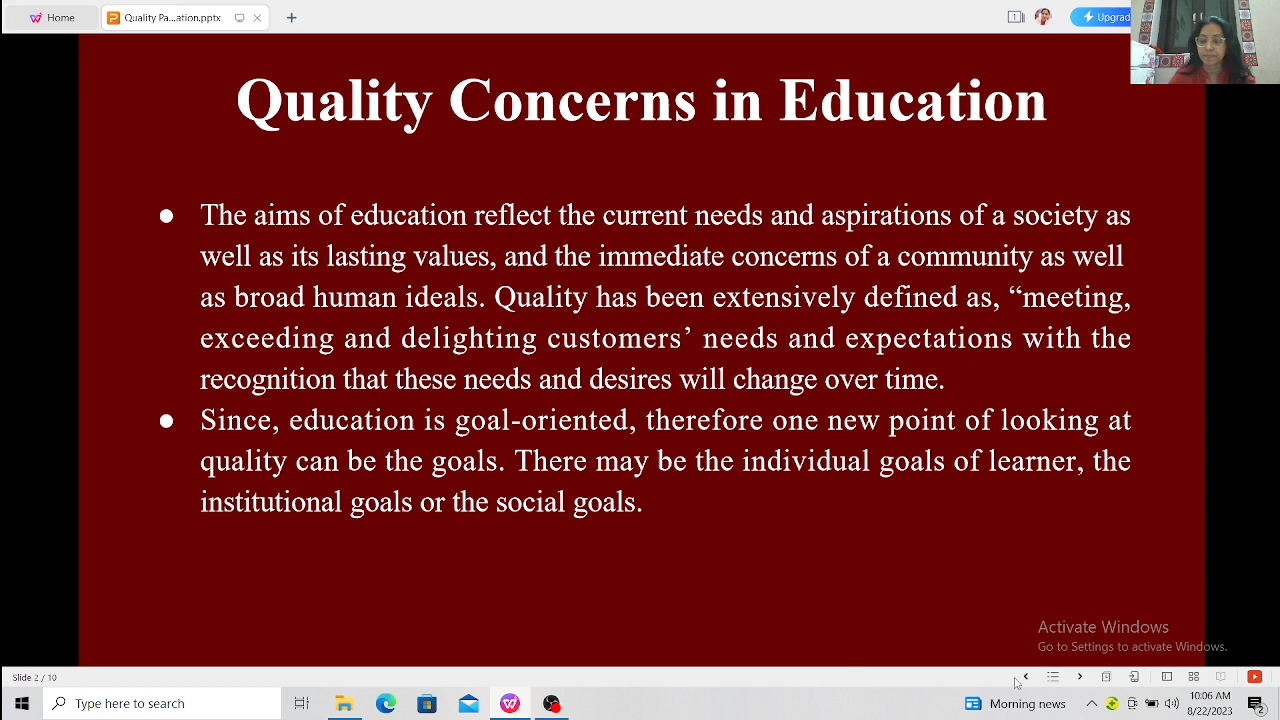 Home
Quality Pa...ation.pptx
1
Upgrad
Quality Concerns in Education
The aims of education reflect the current needs and aspirations of a society as
well as its lasting values, and the immediate concerns of a community as well
as broad human ideals. Quality has been extensively defined as, “meeting,
exceeding and delighting customers’ needs and expectations with the
recognition that these needs and desires will change over time.
Since, education is goal-oriented, therefore one new point of looking at
quality can be the goals. There may be the individual goals of learner, the
institutional goals or the social goals.
Activate Windows
Go to Settings to activate Windows.
Slide 2 / 10
Type here to search
Morning news
10:06 AM
8/22/2023
2